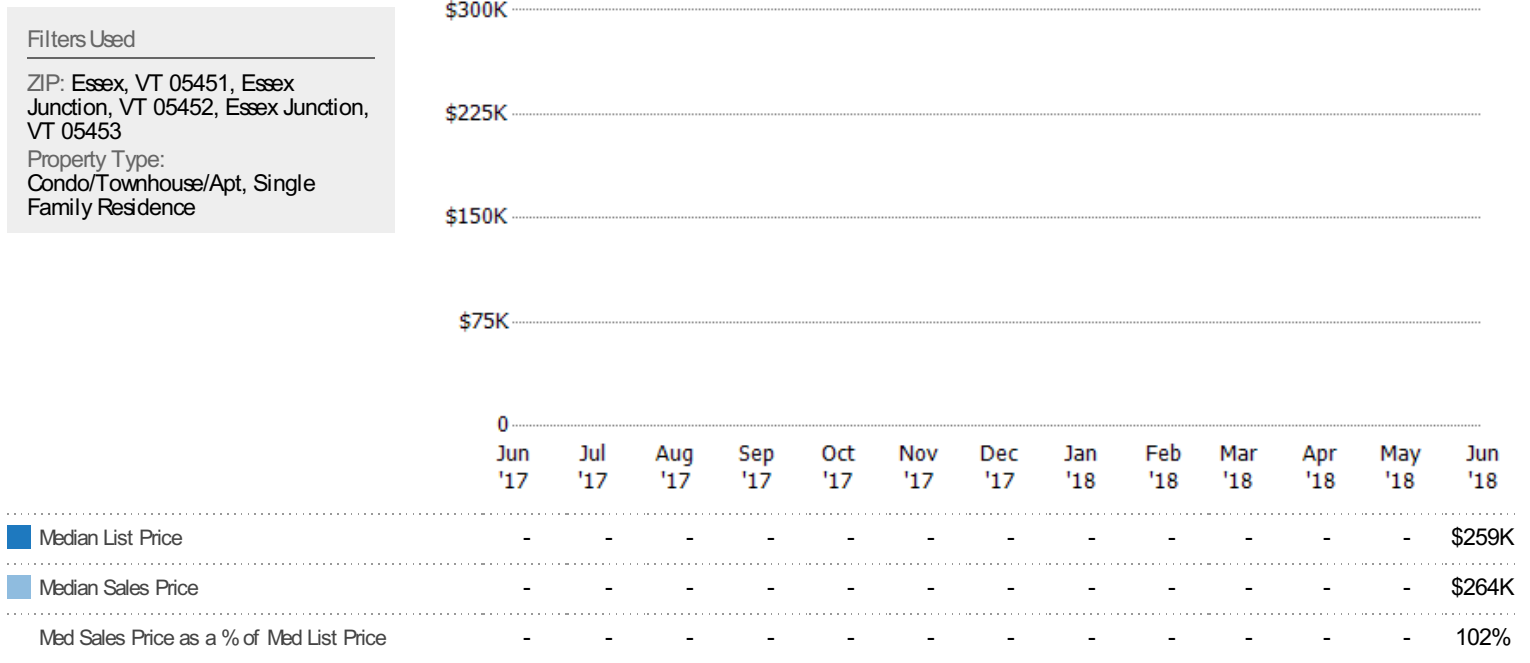 Filters Used
ZIP: Essex, VT 05451, Essex
Junction, VT 05452, Essex Junction,
VT 05453
Property Type:
Condo/Townhouse/Apt, Single
Family Residence
$300K
$225K
$150K
$75K
0
Jun Jul Aug Sep Oct Nov Dec Jan Feb Mar Apr May Jun
'17 '17 '17 '17 '17 '17 '17 '18 '18 '18 '18 '18 '18
Median List Price - - - - - - - - - - - - $259K
Median Sales Price - - - - - - - - - - - - $264K
Med Sales Price as a % of Med List Price - - - - - - - - - - - - 102%